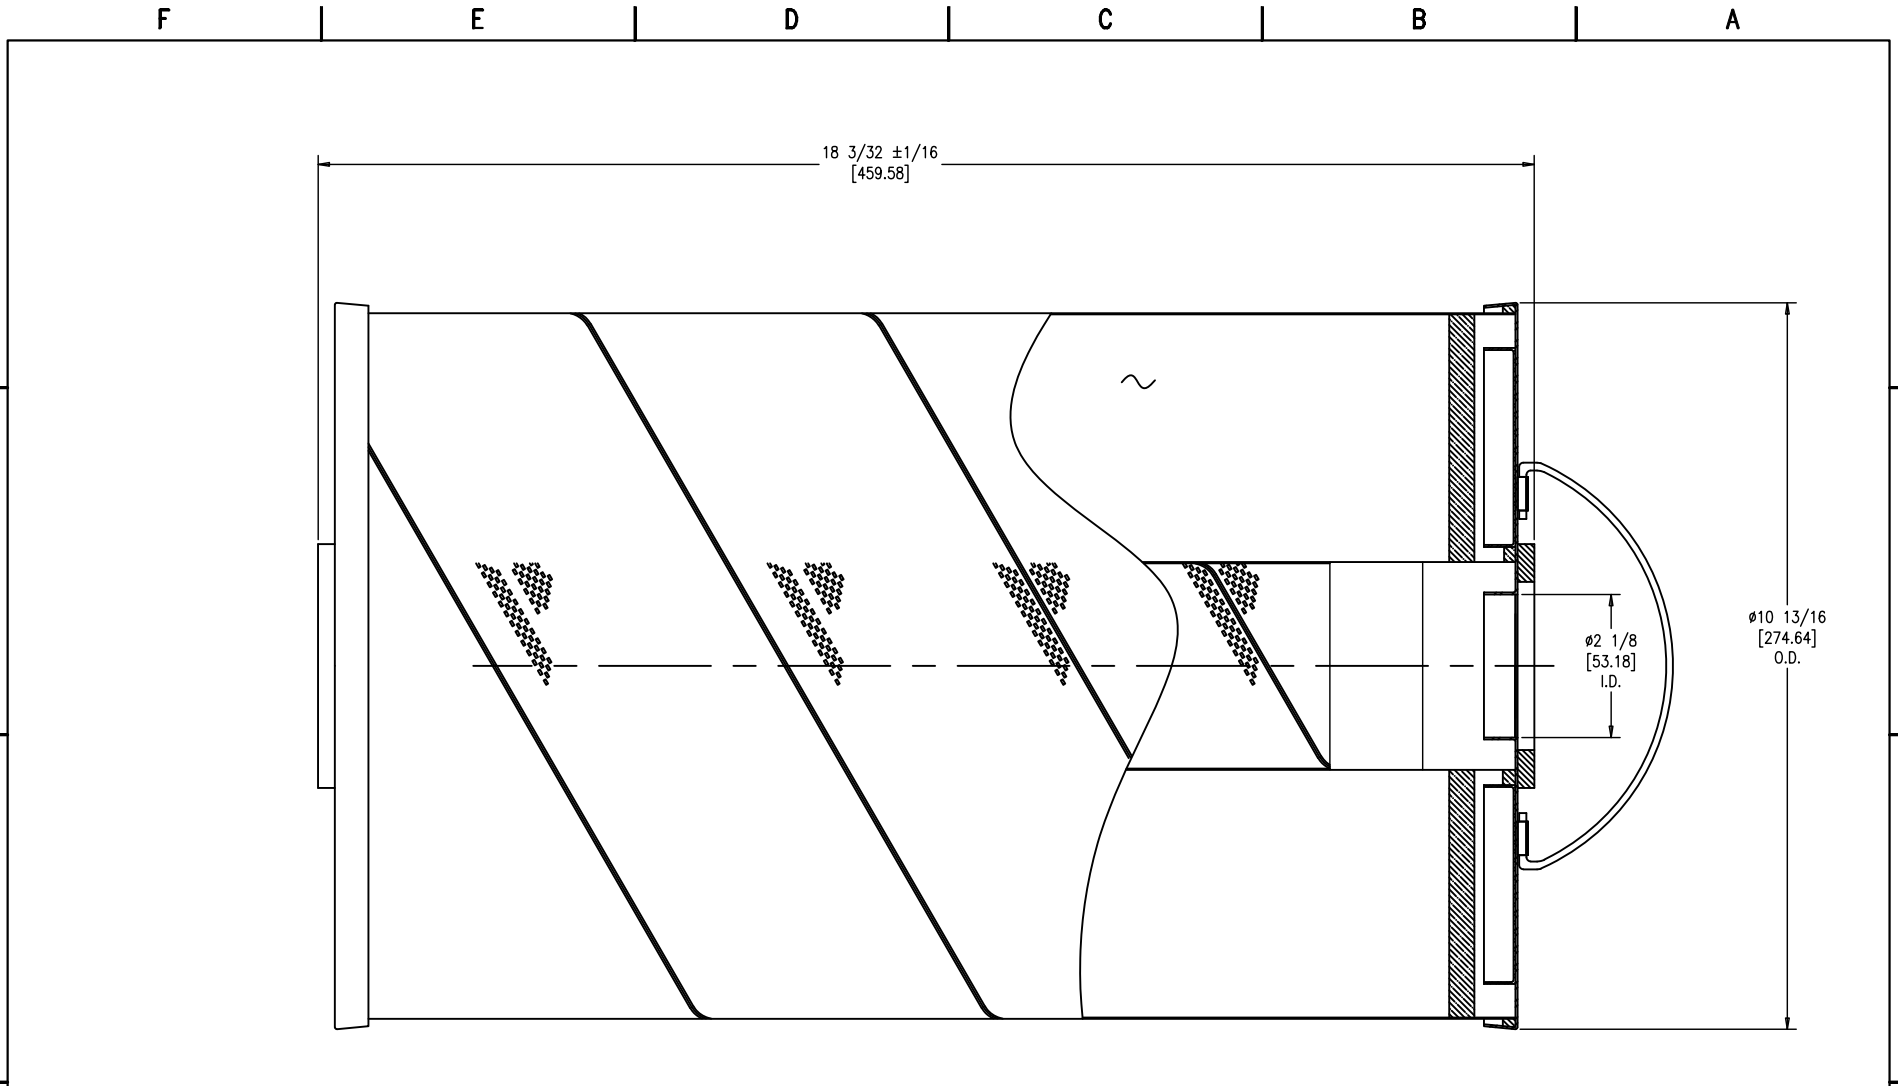 F E D C B A
18 3/32 ±1/16
[459.58]
ø10 13/16
[274.64]
O.D.
ø2 1/8
[53.18]
I.D.